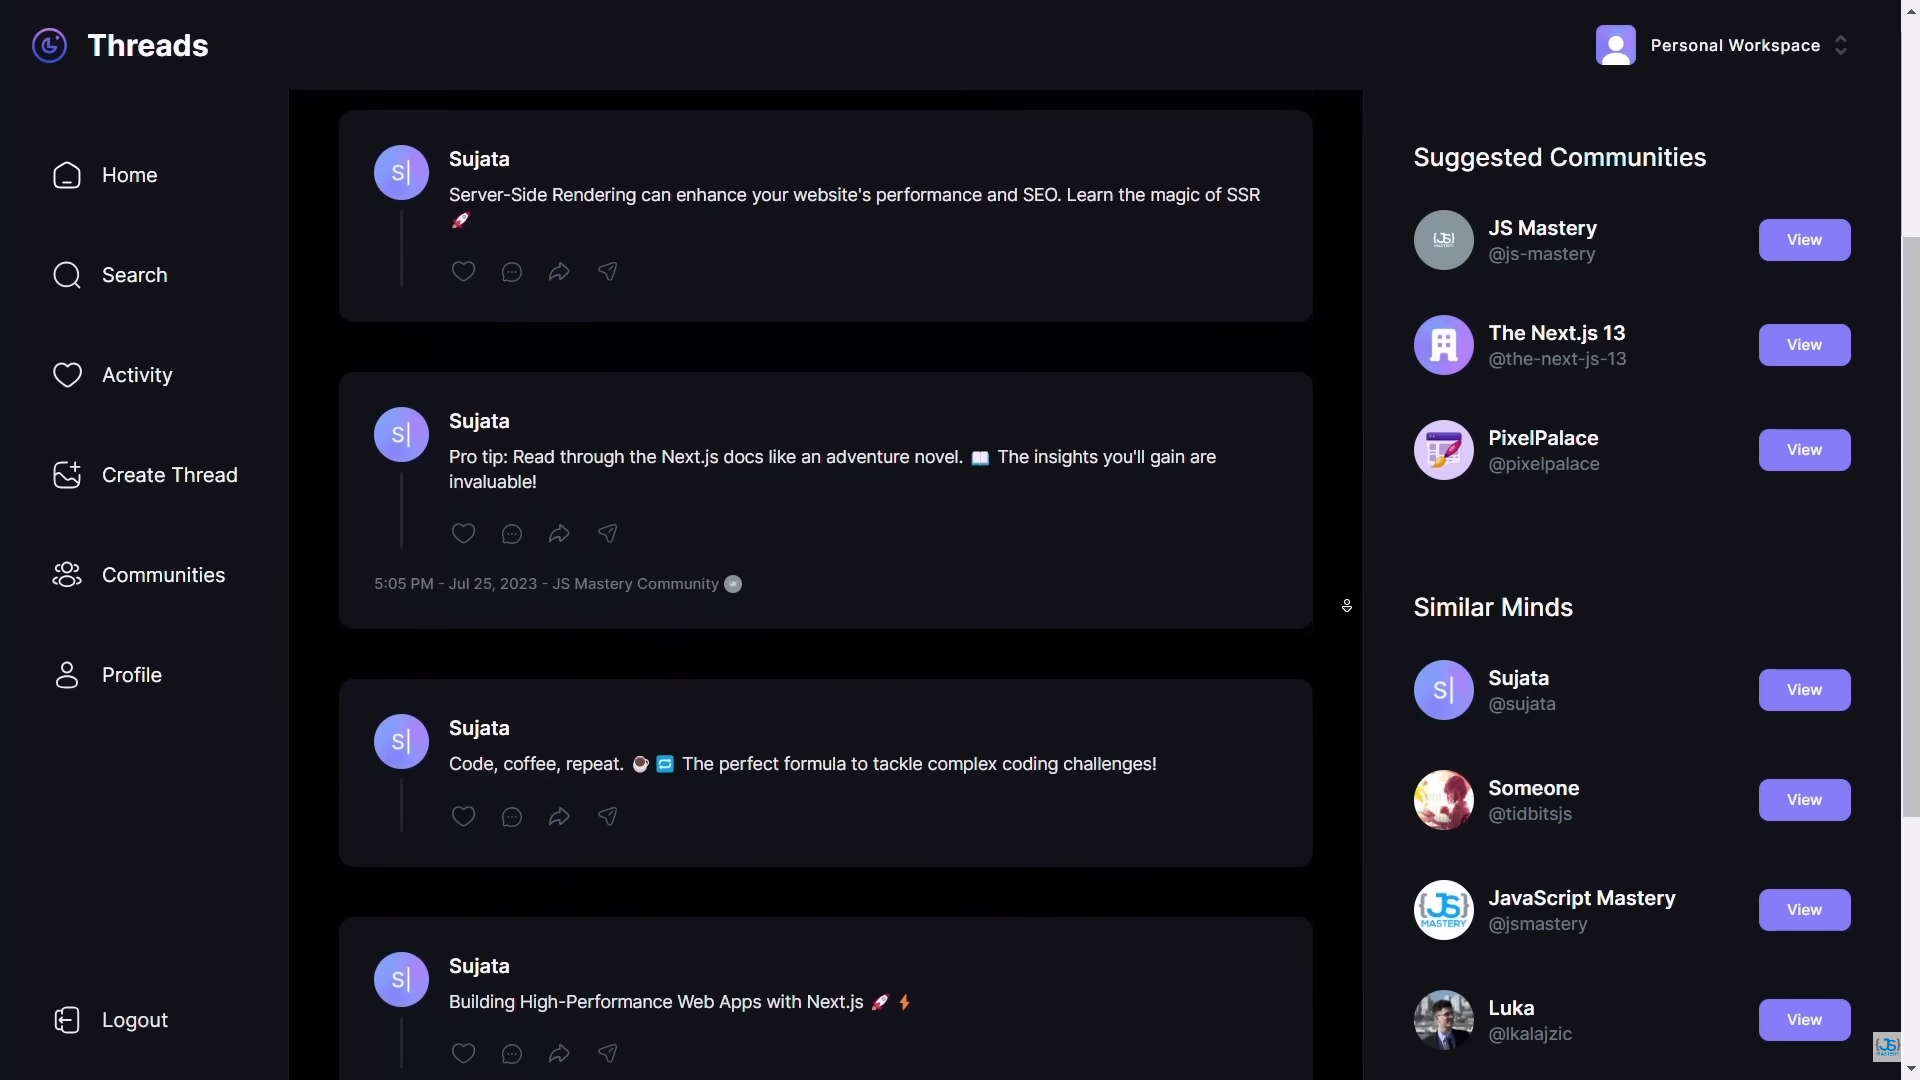 Threads
Personal Workspace
Home
Search
Activity
Create Thread
Communities
Profile
Logout
S|
Sujata
Server-Side Rendering can enhance your website's performance and SEO. Learn the magic of SSR
🚀
S|
Sujata
Pro tip: Read through the Next.js docs like an adventure novel. 📖 The insights you'll gain are
invaluable!
5:05 PM - Jul 25, 2023 - JS Mastery Community
S|
Sujata
Code, coffee, repeat. ☕ 🔁 The perfect formula to tackle complex coding challenges!
S|
Sujata
Building High-Performance Web Apps with Next.js 🚀 ⚡
Suggested Communities
{JS}
JS Mastery
@js-mastery
View
The Next.js 13
@the-next-js-13
View
PixelPalace
@pixelpalace
View
Similar Minds
S|
Sujata
@sujata
View
Someone
@tidbitsjs
View
{JS}
MASTERY
JavaScript Mastery
@jsmastery
View
Luka
@lkalajzic
View
{JS}
MASTERY